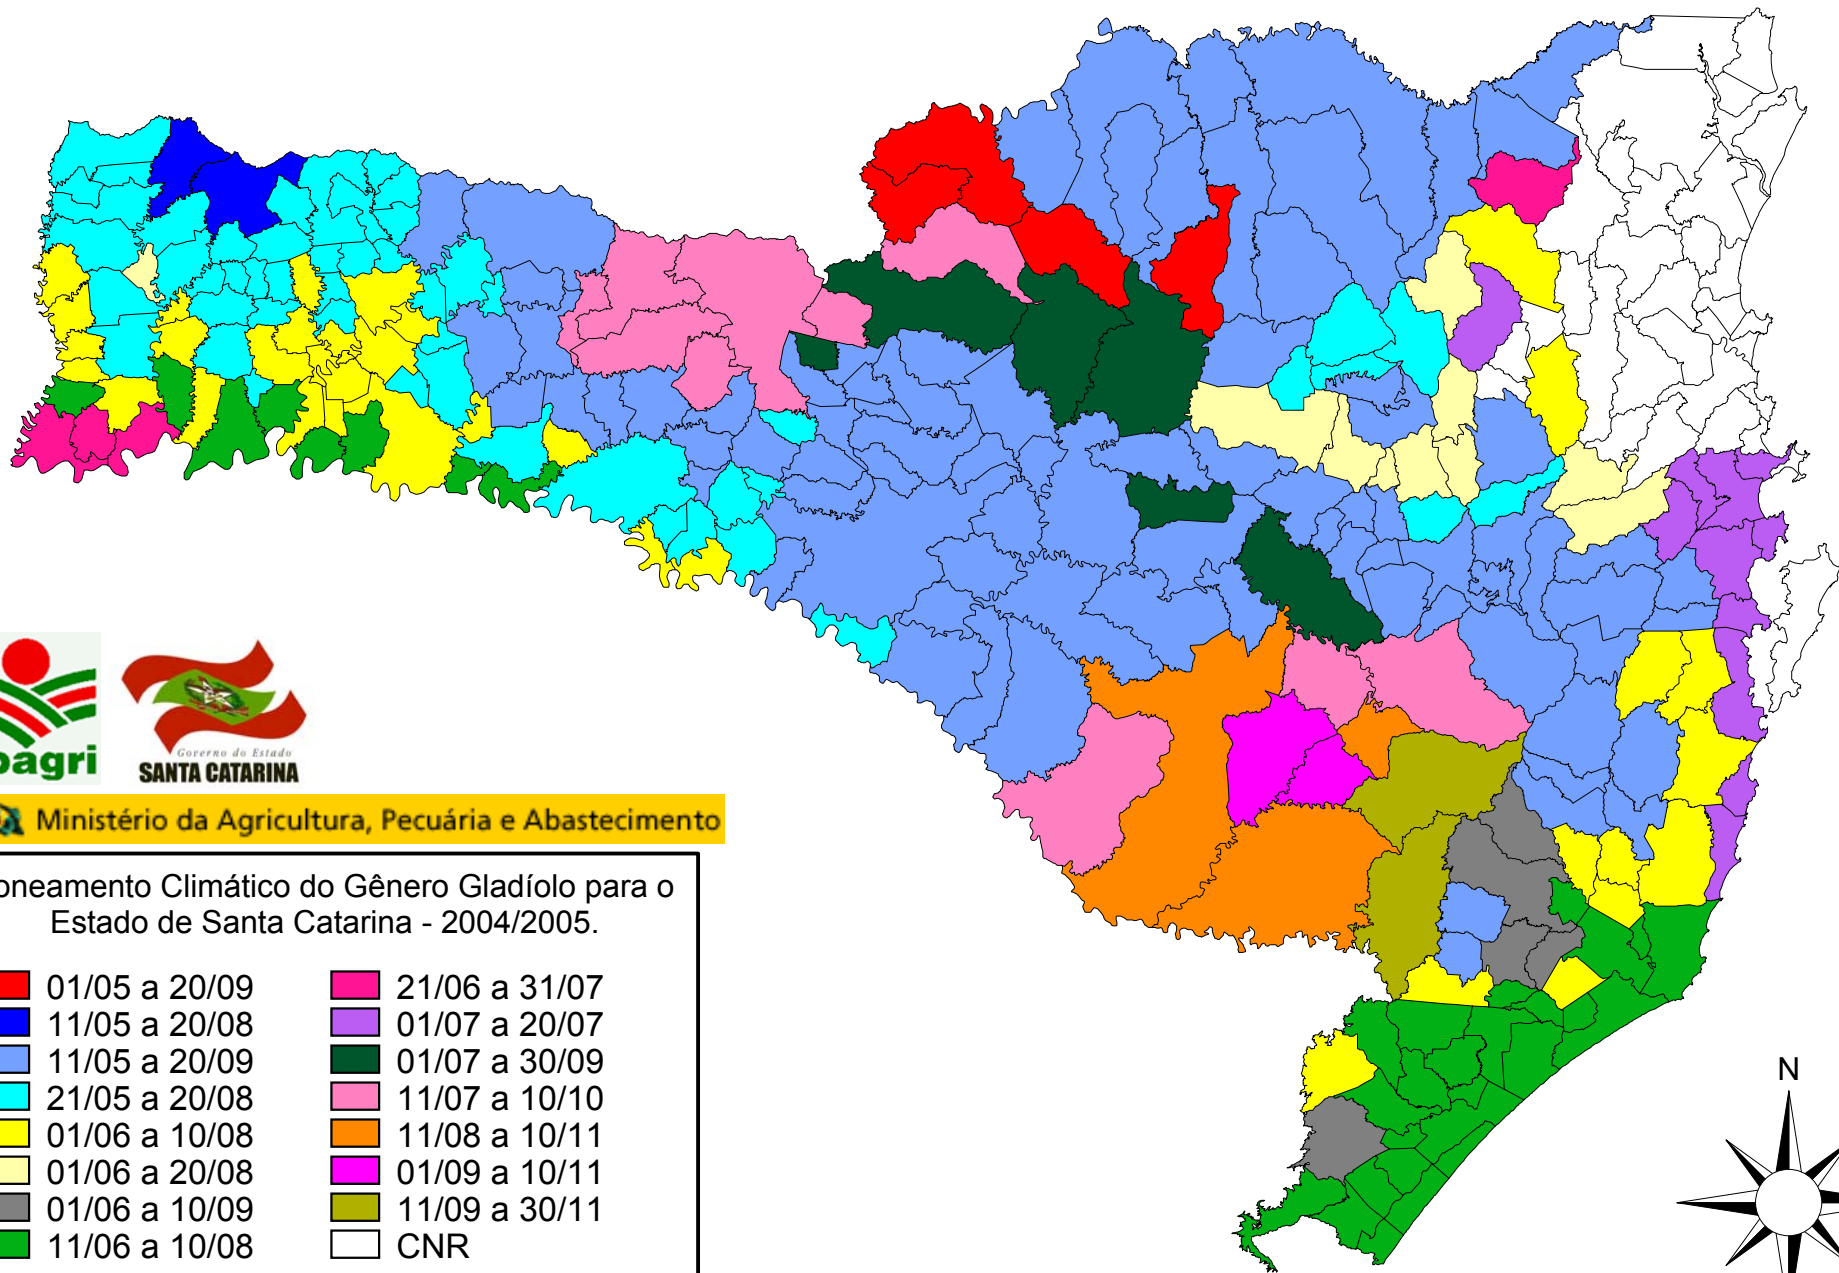 Governo do Estado
SANTA CATARINA
Ministério da Agricultura, Pecuária e Abastecimento
Climático do Gênero Gladíolo para o
Estado de Santa Catarina - 2004/2005.
01/05 a 20/09
11/05 a 20/08
11/05 a 20/09
21/05 a 20/08
01/06 a 10/08
01/06 a 20/08
01/06 a 10/09
11/06 a 10/08
21/06 a 31/07
01/07 a 20/07
01/07 a 30/09
11/07 a 10/10
11/08 a 10/11
01/09 a 10/11
11/09 a 30/11
CNR
N